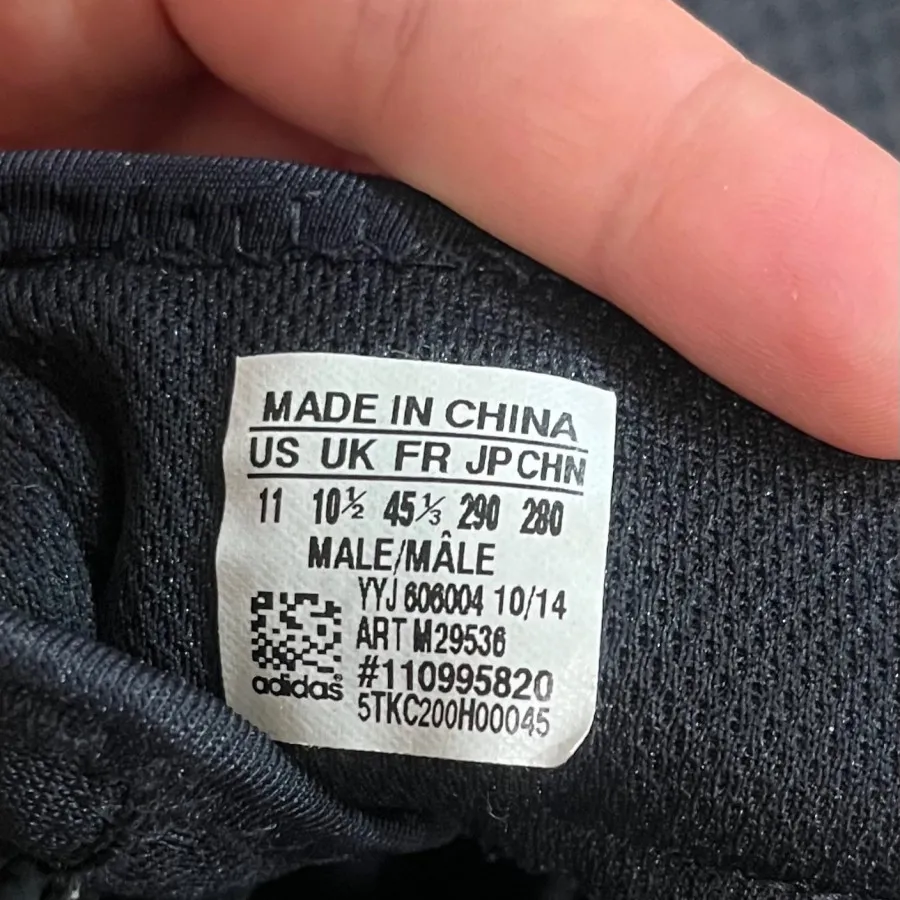 MADE IN CHINA
US UK FR JP CHN
11 10½ 45⅓ 290 280
MALE/MÂLE
YYJ 606004 10/14
ART M29536
#110995820
adidas
5TKC200H00045